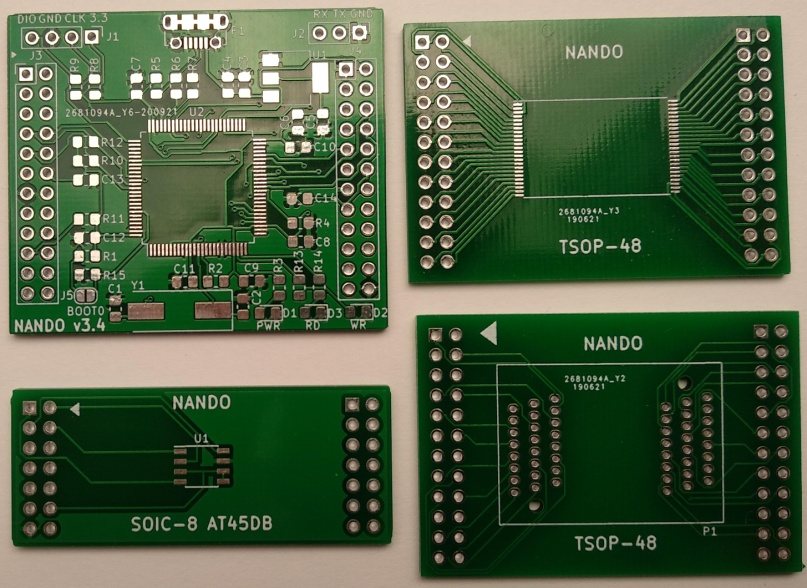 DIO GND CLK 3.3
J1
RX TX GND
J2
J3
R9
R8
C7
R5
R6
R7
U1
2681094A_Y6-200921
U2
R12
R10
C13
C10
C14
R4
C8
R11
C12
R1
R15
C11
R2
C9
R3
R13
R14
J5
BOOT0
C1
Y1
C2
D1
D3
D2
PWR
RD
WR
NANDO v3.4
NANDO
2681094A_Y3
190621
TSOP-48
NANDO
U1
SOIC-8 AT45DB
NANDO
2681094A_Y2
190621
P1
TSOP-48